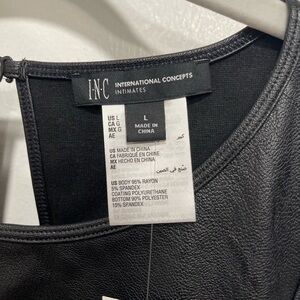 I·N·C INTERNATIONAL CONCEPTS
INTIMATES
L
MADE IN
CHINA
US L
CA G
MX G
AE كبير
US MADE IN CHINA
CA FABRIQUÉ EN CHINE
MX HECHO EN CHINA
AE صنع في الصين
US BODY 95% RAYON
5% SPANDEX
COATING POLYURETHANE
BOTTOM 90% POLYESTER
10% SPANDEX